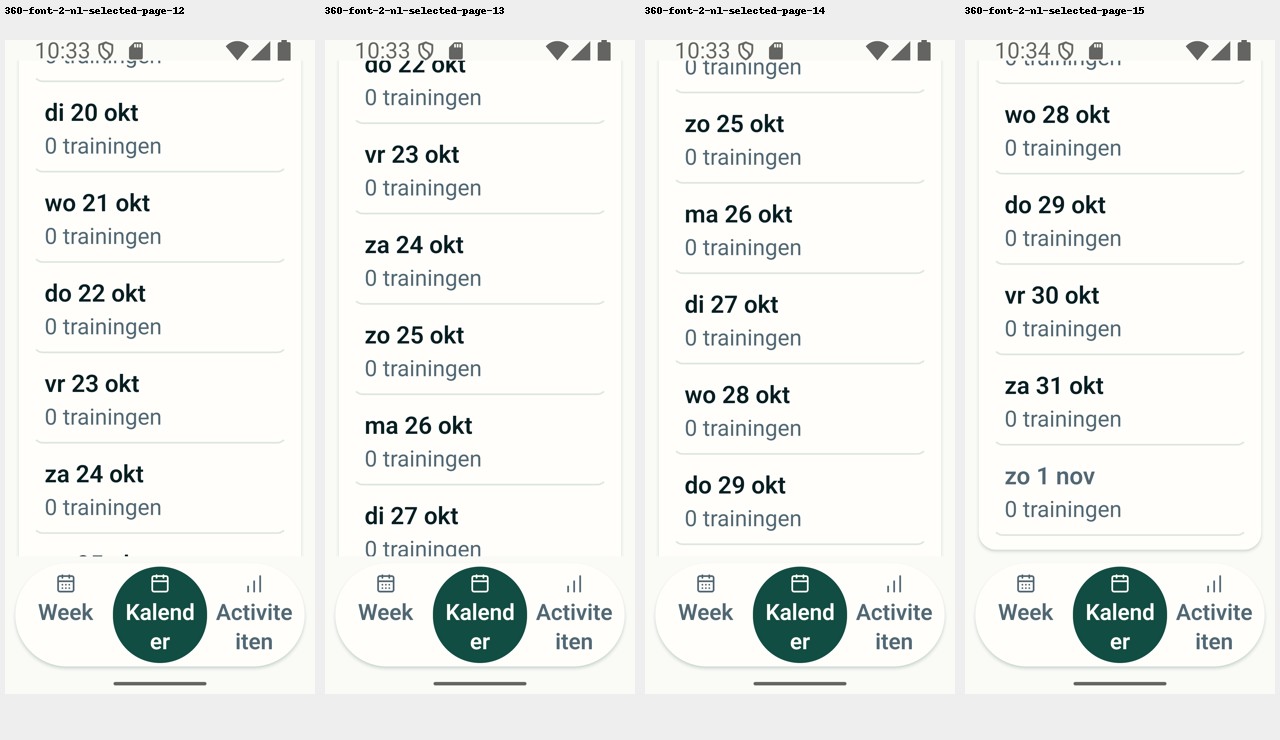 360-font-2-nl-selected-page-12
10:33
0 trainingen
di 20 okt
0 trainingen
wo 21 okt
0 trainingen
do 22 okt
0 trainingen
vr 23 okt
0 trainingen
za 24 okt
0 trainingen
Week
Kalend
er
Activite
iten
360-font-2-nl-selected-page-13
10:33
do 22 okt
0 trainingen
vr 23 okt
0 trainingen
za 24 okt
0 trainingen
zo 25 okt
0 trainingen
ma 26 okt
0 trainingen
di 27 okt
0 trainingen
Week
Kalend
er
Activite
iten
360-font-2-nl-selected-page-14
10:33
0 trainingen
zo 25 okt
0 trainingen
ma 26 okt
0 trainingen
di 27 okt
0 trainingen
wo 28 okt
0 trainingen
do 29 okt
0 trainingen
Week
Kalend
er
Activite
iten
360-font-2-nl-selected-page-15
10:34
0 trainingen
wo 28 okt
0 trainingen
do 29 okt
0 trainingen
vr 30 okt
0 trainingen
za 31 okt
0 trainingen
zo 1 nov
0 trainingen
Week
Kalend
er
Activite
iten